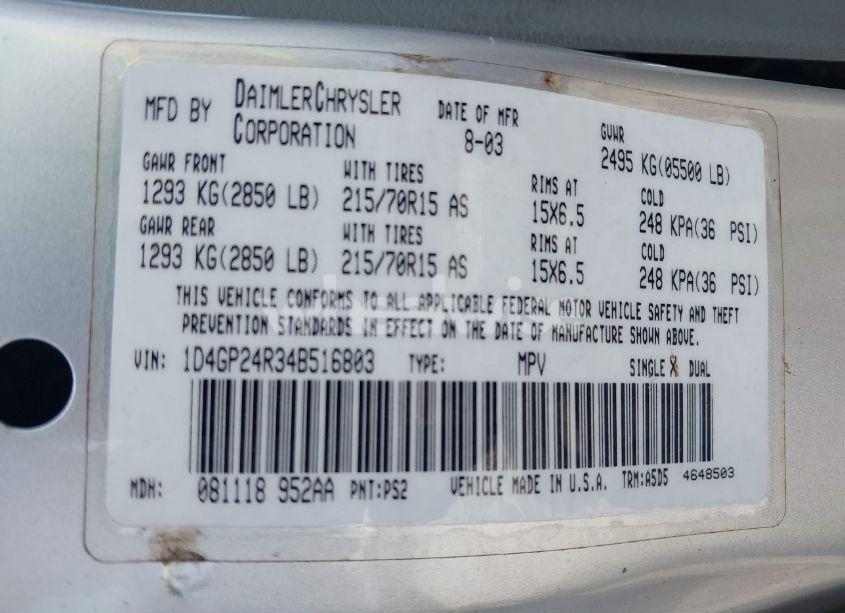 MFD BY DAIMLERCHRYSLER CORPORATION DATE OF MFR 8-03 GVWR 2495 KG(05500 LB)
GAWR FRONT WITH TIRES RIMS AT COLD
1293 KG(2850 LB) 215/70R15 AS 15X6.5 248 KPA(36 PSI)
GAWR REAR WITH TIRES RIMS AT COLD
1293 KG(2850 LB) 215/70R15 AS 15X6.5 248 KPA(36 PSI)
THIS VEHICLE CONFORMS TO ALL APPLICABLE FEDERAL MOTOR VEHICLE SAFETY AND THEFT
PREVENTION STANDARDS IN EFFECT ON THE DATE OF MANUFACTURE SHOWN ABOVE.
VIN: 1D4GP24R34B516803 TYPE: MPV SINGLE X DUAL
MDH: 081118 952AA PNT:PS2 VEHICLE MADE IN U.S.A. TRM:A5D5 4648503